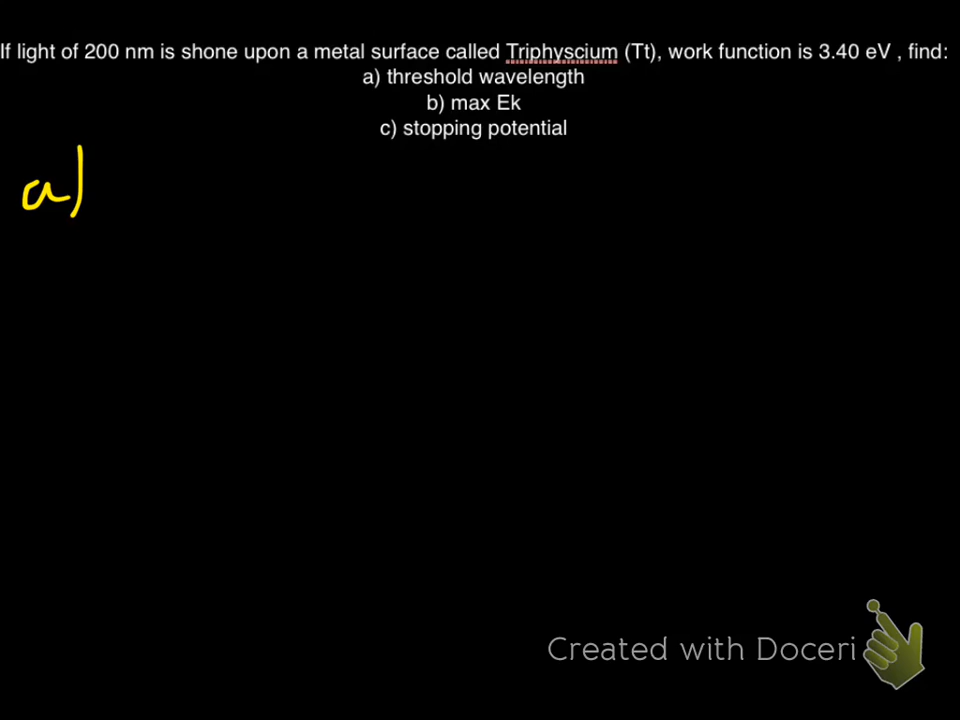 If light of 200 nm is shone upon a metal surface called Triphyscium (Tt), work function is 3.40 eV , find:
a) threshold wavelength
b) max Ek
c) stopping potential
a)
Created with Doceri